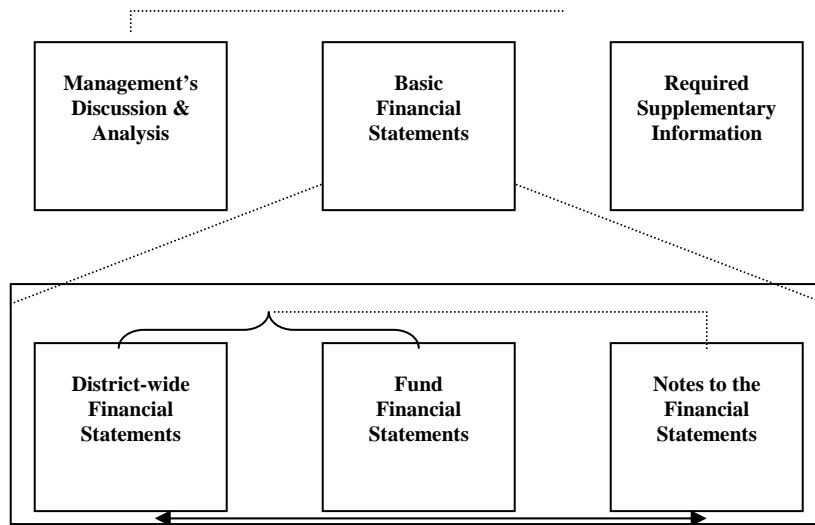 Management’s
Discussion &
Analysis
Basic
Financial
Statements
Required
Supplementary
Information
District-wide
Financial
Statements
Fund
Financial
Statements
Notes to the
Financial
Statements